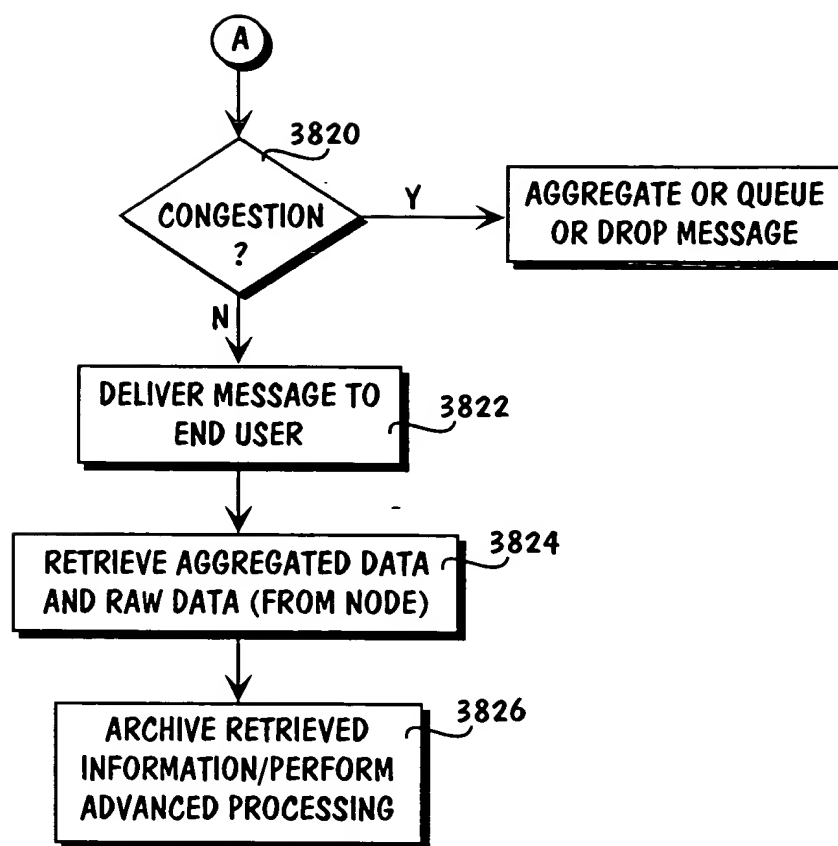 A
3820
CONGESTION
?
Y
AGGREGATE OR QUEUE
OR DROP MESSAGE
N
DELIVER MESSAGE TO
END USER
3822
3824
RETRIEVE AGGREGATED DATA
AND RAW DATA (FROM NODE)
3826
ARCHIVE RETRIEVED
INFORMATION/PERFORM
ADVANCED PROCESSING